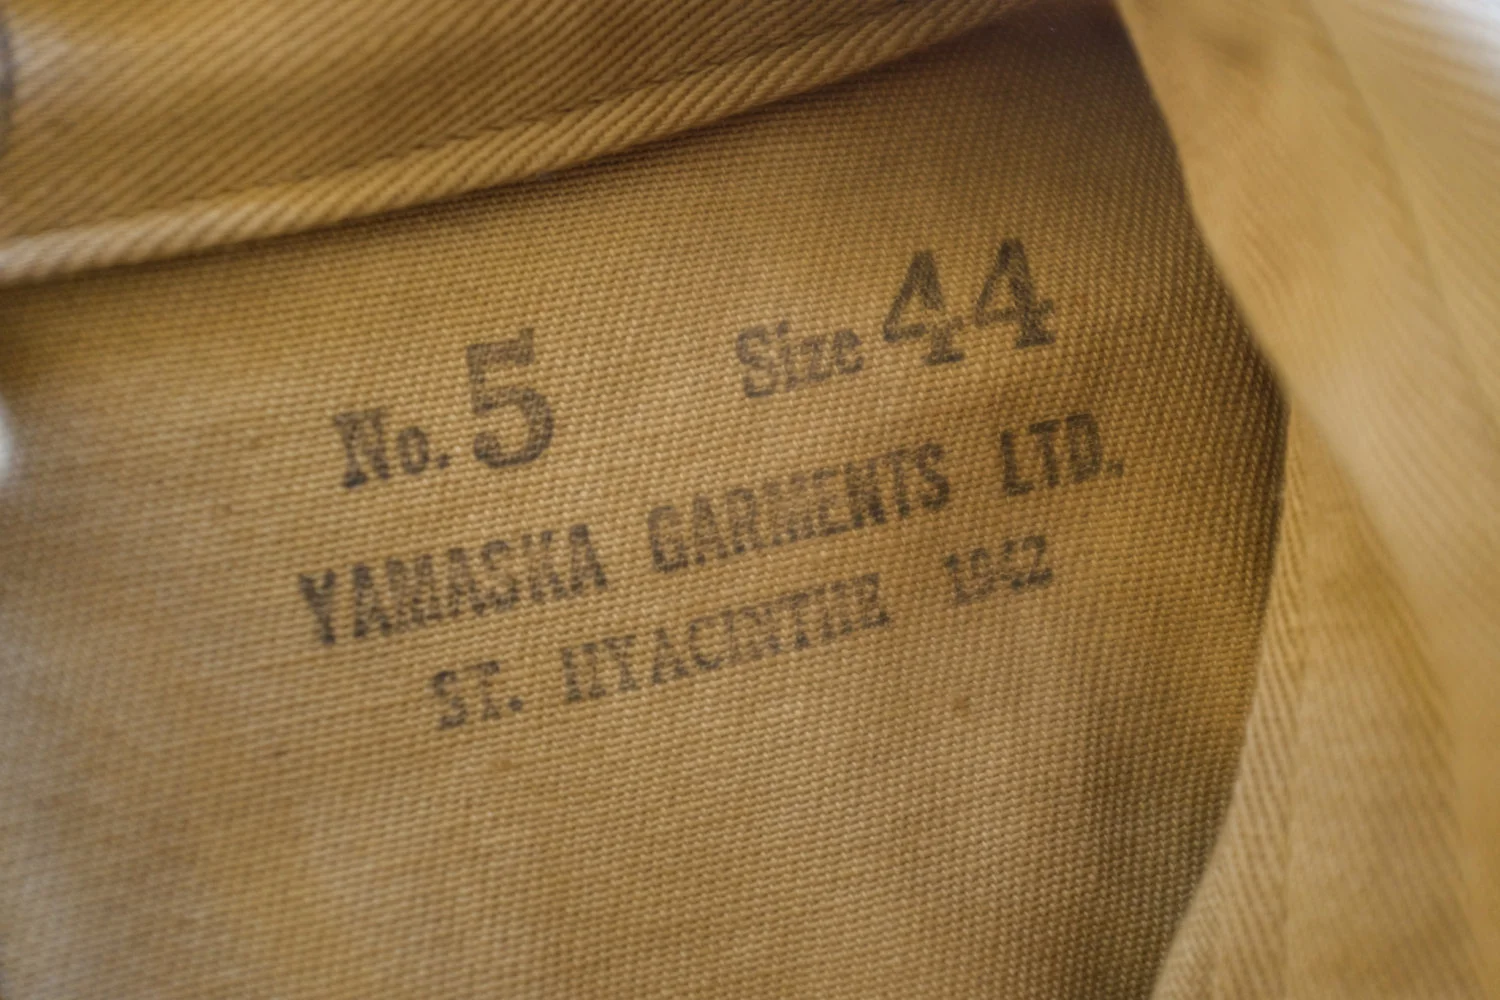 No. 5 Size 44
YAMASKA GARMENTS LTD.
ST. HYACINTHE 1942